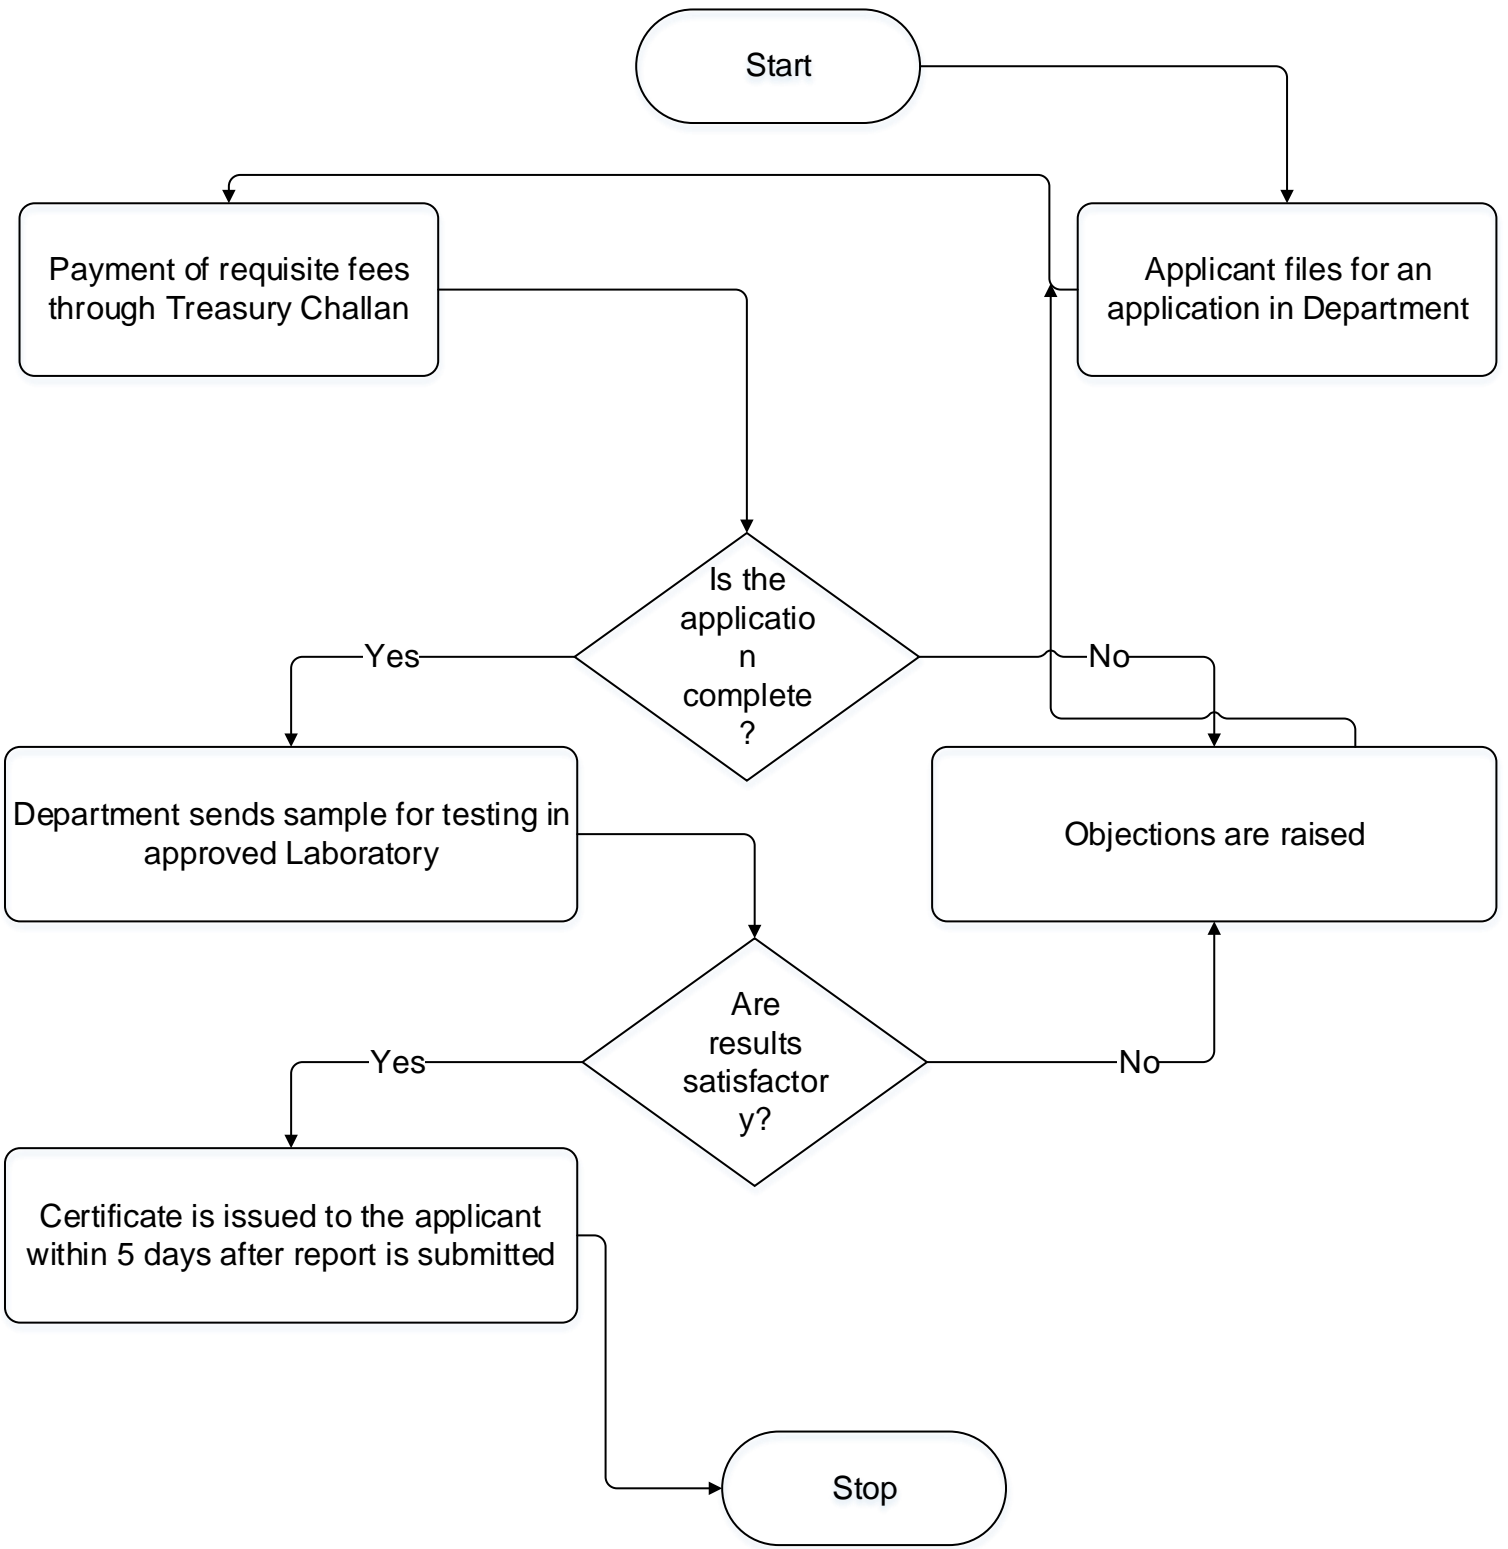 Start
Payment of requisite fees
through Treasury Challan
Applicant files for an
application in Department
Is the
applicatio
n
complete
?
Yes
No
Department sends sample for testing in
approved Laboratory
Objections are raised
Are
results
satisfactor
y?
Yes
No
Certificate is issued to the applicant
within 5 days after report is submitted
Stop